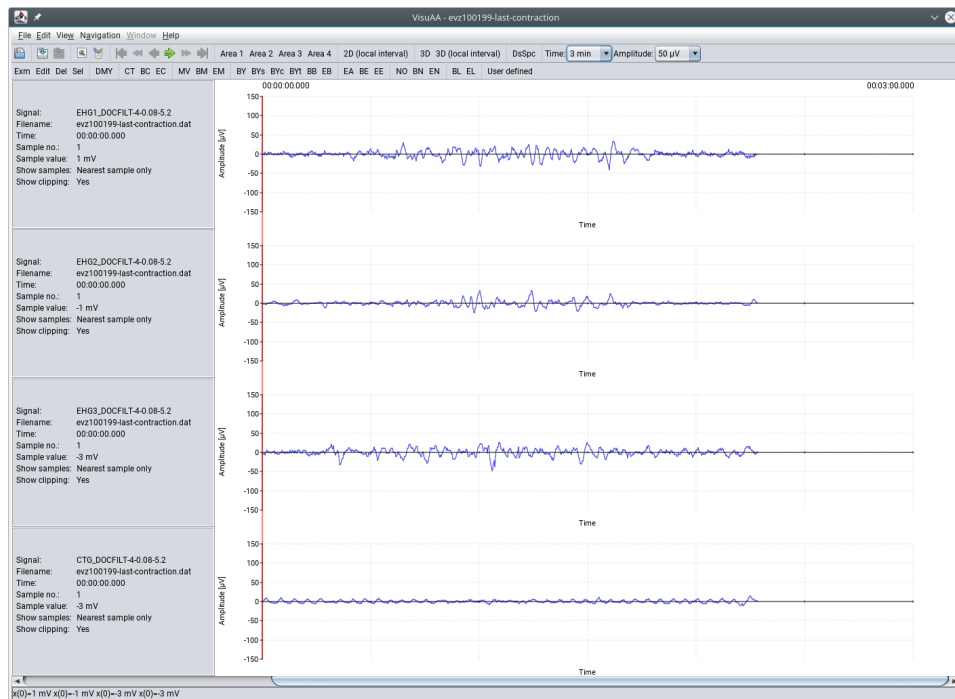 VisuAA - evz100199-last-contraction
File Edit View Navigation Window Help
Area 1 Area 2 Area 3 Area 4 2D (local interval) 3D 3D (local interval) DsSpc Time: 3 min Amplitude: 50 µV
Exm Edit Del Sel DMY CT BC EC MV BM EM BY BYs BYc BYt BB EB EA BE EE NO BN EN BL EL User defined
00:00:00.000 00:03:00.000
Signal: EHG1_DOCFILT-4-0.08-5.2
Filename: evz100199-last-contraction.dat
Time: 00:00:00.000
Sample no.: 1
Sample value: 1 mV
Show samples: Nearest sample only
Show clipping: Yes
Amplitude [µV]
150
100
50
0
-50
-100
-150
Time
Signal: EHG2_DOCFILT-4-0.08-5.2
Filename: evz100199-last-contraction.dat
Time: 00:00:00.000
Sample no.: 1
Sample value: -1 mV
Show samples: Nearest sample only
Show clipping: Yes
Amplitude [µV]
150
100
50
0
-50
-100
-150
Time
Signal: EHG3_DOCFILT-4-0.08-5.2
Filename: evz100199-last-contraction.dat
Time: 00:00:00.000
Sample no.: 1
Sample value: -3 mV
Show samples: Nearest sample only
Show clipping: Yes
Amplitude [µV]
150
100
50
0
-50
-100
-150
Time
Signal: CTG_DOCFILT-4-0.08-5.2
Filename: evz100199-last-contraction.dat
Time: 00:00:00.000
Sample no.: 1
Sample value: -3 mV
Show samples: Nearest sample only
Show clipping: Yes
Amplitude [µV]
150
100
50
0
-50
-100
-150
Time
x(0)=1 mV x(0)=-1 mV x(0)=-3 mV x(0)=-3 mV